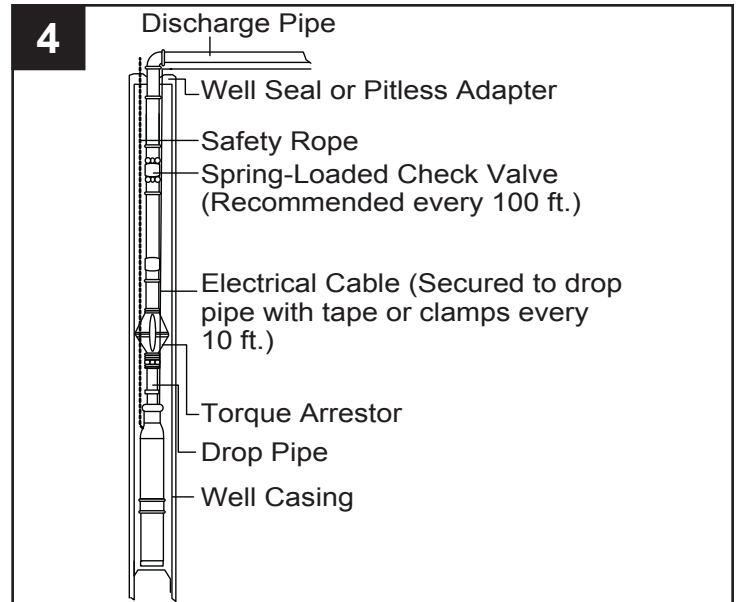 4
Discharge Pipe
Well Seal or Pitless Adapter
Safety Rope
Spring-Loaded Check Valve
(Recommended every 100 ft.)
Electrical Cable (Secured to drop
pipe with tape or clamps every
10 ft.)
Torque Arrestor
Drop Pipe
Well Casing